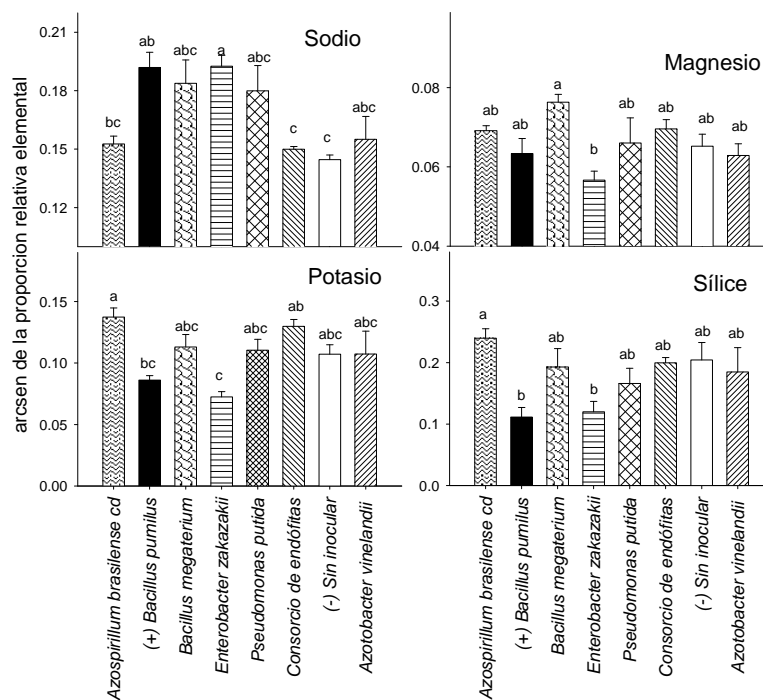 arcsen de la proporcion relativa elemental
Sodio
0.21
0.18
0.15
0.12
bc
ab
abc
a
abc
c
c
abc
Magnesio
0.08
0.06
0.04
ab
ab
a
b
ab
ab
ab
ab
Potasio
0.15
0.10
0.05
0.00
a
bc
abc
c
abc
ab
abc
abc
Sílice
0.3
0.2
0.1
0.0
a
b
ab
b
ab
ab
ab
ab
Azospirillum brasilense cd
(+) Bacillus pumilus
Bacillus megaterium
Enterobacter zakazakii
Pseudomonas putida
Consorcio de endófitas
(-) Sin inocular
Azotobacter vinelandii
Azospirillum brasilense cd
(+) Bacillus pumilus
Bacillus megaterium
Enterobacter zakazakii
Pseudomonas putida
Consorcio de endófitas
(-) Sin inocular
Azotobacter vinelandii